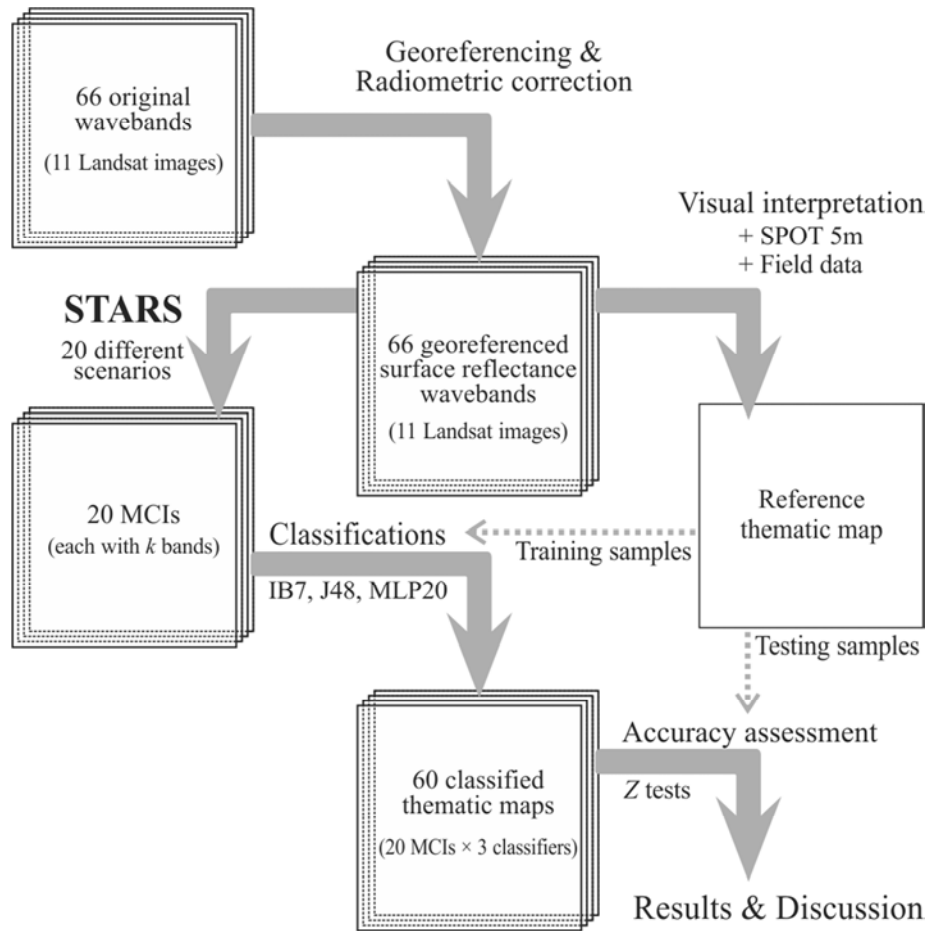 66 original
wavebands
(11 Landsat images)
Georeferencing &
Radiometric correction
Visual interpretation
+ SPOT 5m
+ Field data
STARS
20 different
scenarios
66 georeferenced
surface reflectance
wavebands
(11 Landsat images)
20 MCIs
(each with k bands)
Classifications
IB7, J48, MLP20
Training samples
Reference
thematic map
Testing samples
60 classified
thematic maps
(20 MCIs × 3 classifiers)
Accuracy assessment
Z tests
Results & Discussion